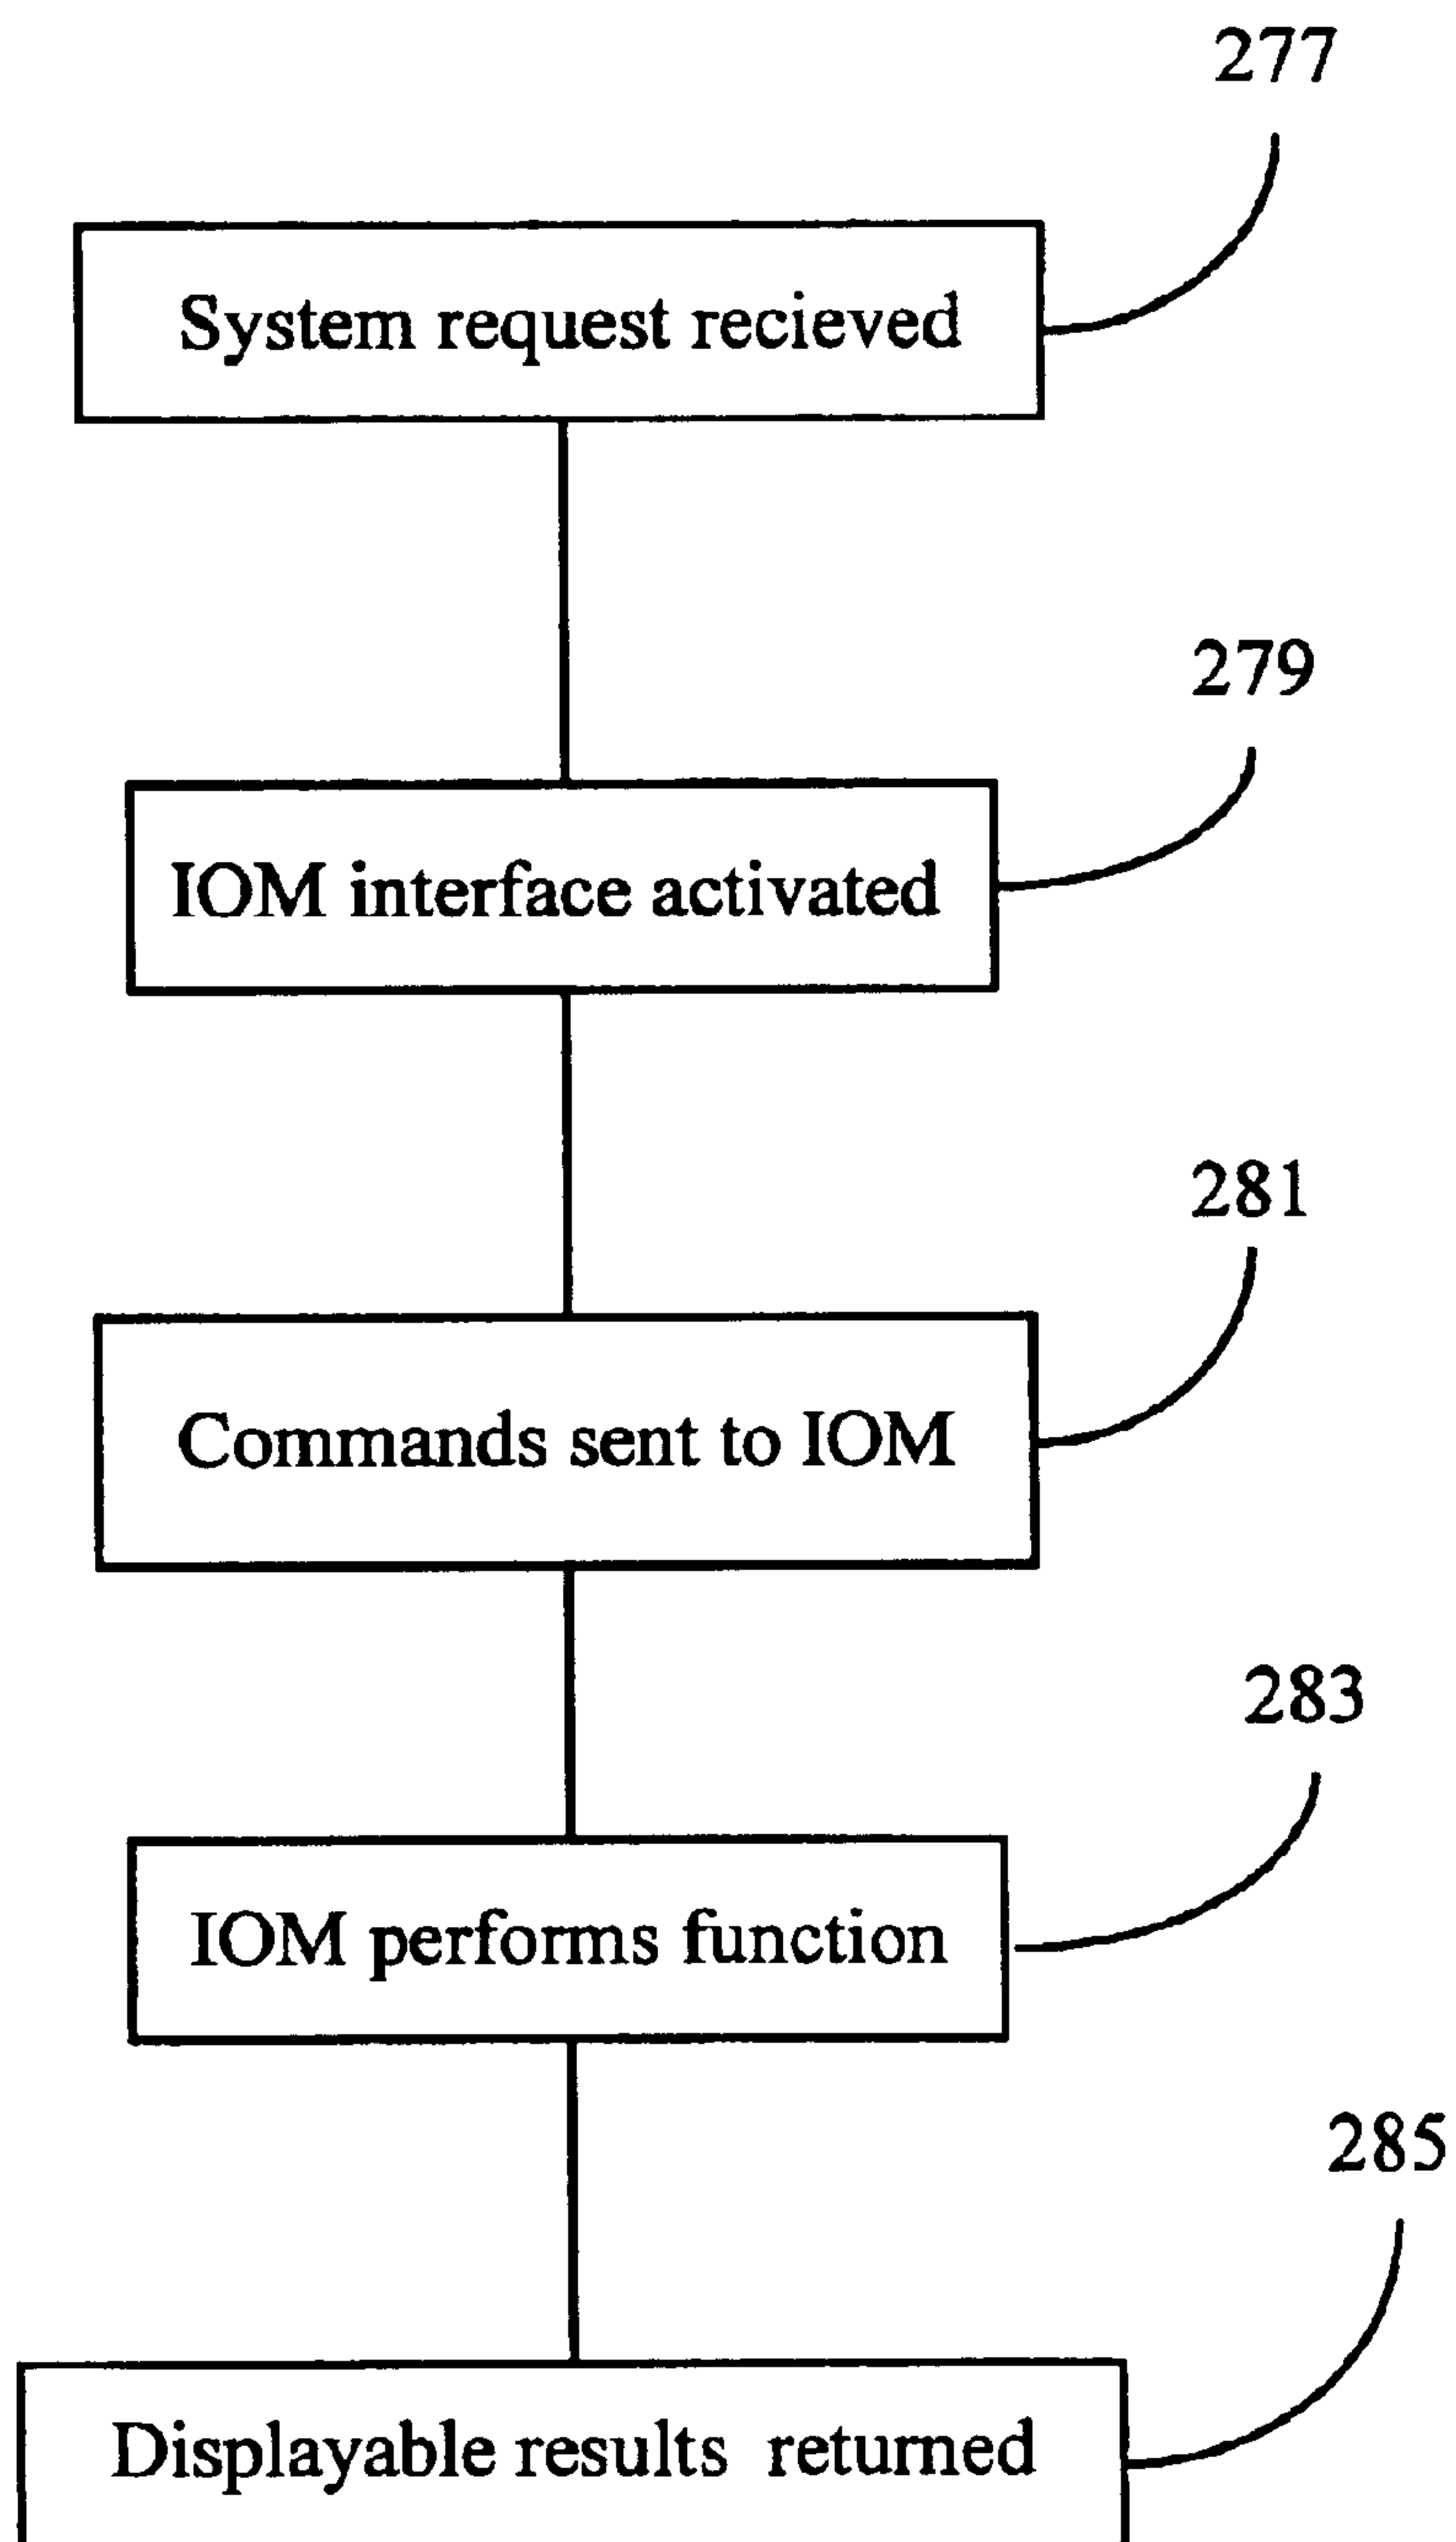 277
System request recieved
279
IOM interface activated
281
Commands sent to IOM
283
IOM performs function
285
Displayable results returned